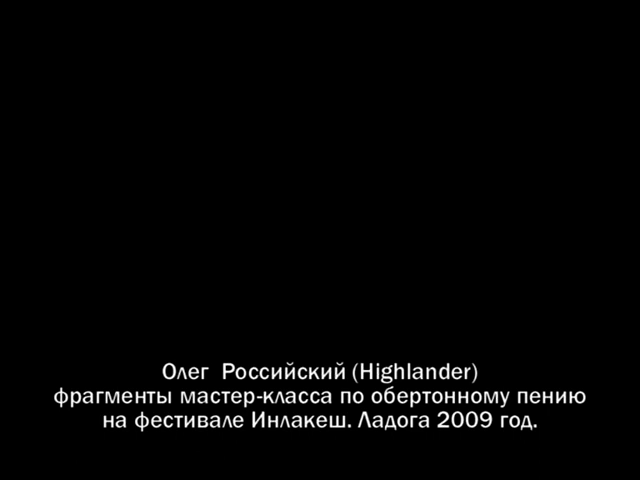 Олег Российский (Highlander)
фрагменты мастер-класса по обертонному пению
на фестивале Инлакеш. Ладога 2009 год.